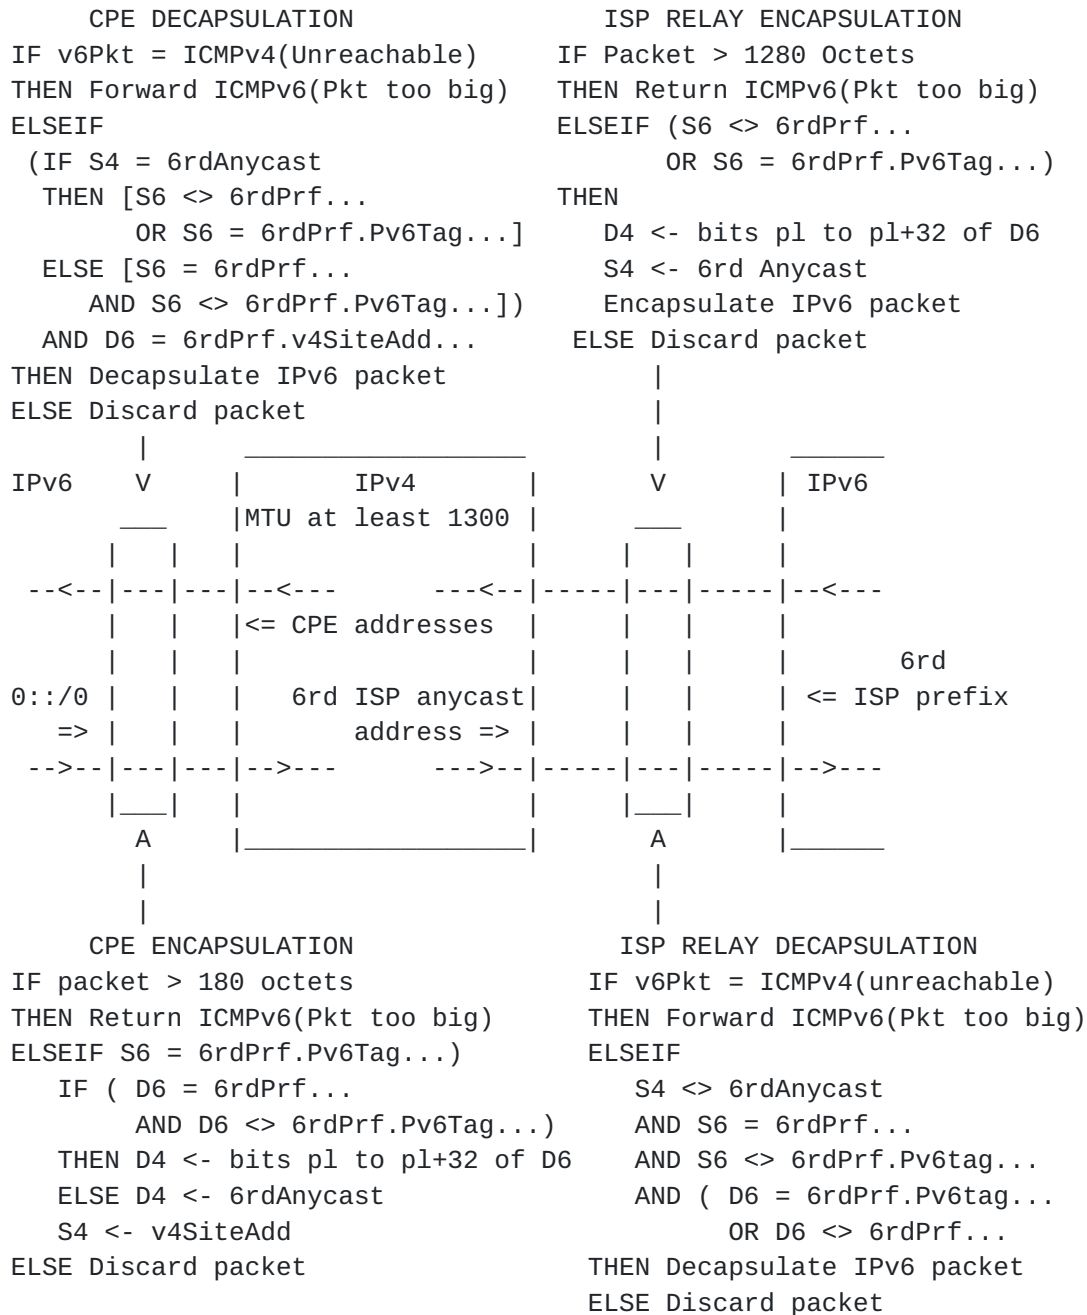 CPE DECAPSULATION                ISP RELAY ENCAPSULATION
IF v6Pkt = ICMPv4(Unreachable)     IF Packet > 1280 Octets
THEN Forward ICMPv6(Pkt too big)   THEN Return ICMPv6(Pkt too big)
ELSEIF                             ELSEIF (S6 <> 6rdPrf...
 (IF S4 = 6rdAnycast                      OR S6 = 6rdPrf.Pv6Tag...)
  THEN [S6 <> 6rdPrf...            THEN
        OR S6 = 6rdPrf.Pv6Tag...]     D4 <- bits pl to pl+32 of D6
  ELSE [S6 = 6rdPrf...                S4 <- 6rd Anycast
     AND S6 <> 6rdPrf.Pv6Tag...])     Encapsulate IPv6 packet
  AND D6 = 6rdPrf.v4SiteAdd...      ELSE Discard packet
THEN Decapsulate IPv6 packet             |
ELSE Discard packet                      |
        |      __________________        |        ______
IPv6    V     |       IPv4       |       V       | IPv6
       ___    |MTU at least 1300 |      ___      |
      |   |   |                  |     |   |     |
 --<--|---|---|--<---      ---<--|-----|---|-----|--<---
      |   |   |<= CPE addresses  |     |   |     |
      |   |   |                  |     |   |     |       6rd
0::/0 |   |   |   6rd ISP anycast|     |   |     | <= ISP prefix
   => |   |   |       address => |     |   |     |
 -->--|---|---|-->---      --->--|-----|---|-----|-->---
      |___|   |                  |     |___|     |
        A     |__________________|       A       |______
        |                                |
        |                                |
     CPE ENCAPSULATION                 ISP RELAY DECAPSULATION
IF packet > 180 octets               IF v6Pkt = ICMPv4(unreachable)
THEN Return ICMPv6(Pkt too big)      THEN Forward ICMPv6(Pkt too big)
ELSEIF S6 = 6rdPrf.Pv6Tag...)        ELSEIF
   IF ( D6 = 6rdPrf...                  S4 <> 6rdAnycast
        AND D6 <> 6rdPrf.Pv6Tag...)     AND S6 = 6rdPrf...
   THEN D4 <- bits pl to pl+32 of D6    AND S6 <> 6rdPrf.Pv6tag...
   ELSE D4 <- 6rdAnycast                AND ( D6 = 6rdPrf.Pv6tag...
   S4 <- v4SiteAdd                            OR D6 <> 6rdPrf...
ELSE Discard packet                  THEN Decapsulate IPv6 packet
                                     ELSE Discard packet